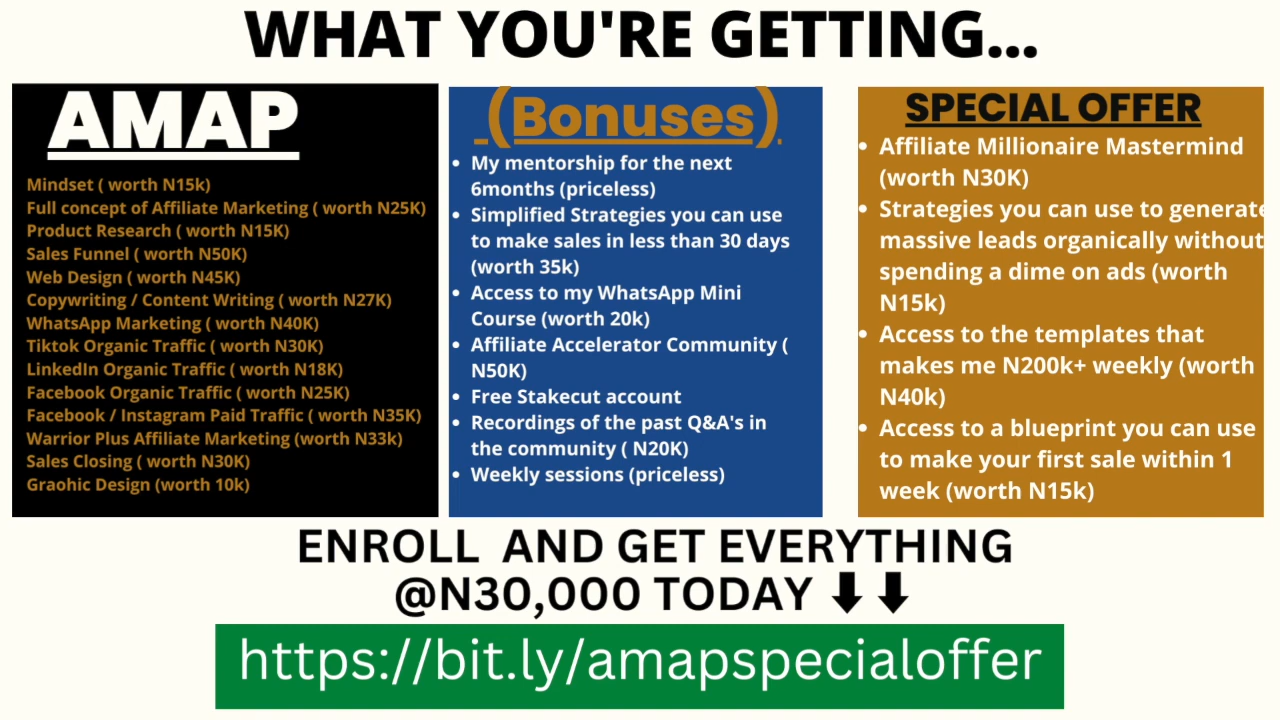 WHAT YOU'RE GETTING...
AMAP
Mindset ( worth N15k)
Full concept of Affiliate Marketing ( worth N25K)
Product Research ( worth N15K)
Sales Funnel ( worth N50K)
Web Design ( worth N45K)
Copywriting / Content Writing ( worth N27K)
WhatsApp Marketing ( worth N40K)
Tiktok Organic Traffic ( worth N30K)
LinkedIn Organic Traffic ( worth N18K)
Facebook Organic Traffic ( worth N25K)
Facebook / Instagram Paid Traffic ( worth N35K)
Warrior Plus Affiliate Marketing (worth N33k)
Sales Closing ( worth N30K)
Graohic Design (worth 10k)
(Bonuses)
• My mentorship for the next
6months (priceless)
• Simplified Strategies you can use
to make sales in less than 30 days
(worth 35k)
• Access to my WhatsApp Mini
Course (worth 20k)
• Affiliate Accelerator Community (
N50K)
• Free Stakecut account
• Recordings of the past Q&A's in
the community ( N20K)
• Weekly sessions (priceless)
SPECIAL OFFER
• Affiliate Millionaire Mastermind
(worth N30K)
• Strategies you can use to generate
massive leads organically without
spending a dime on ads (worth
N15k)
• Access to the templates that
makes me N200k+ weekly (worth
N40k)
• Access to a blueprint you can use
to make your first sale within 1
week (worth N15k)
ENROLL AND GET EVERYTHING
@N30,000 TODAY ⬇⬇
https://bit.ly/amapspecialoffer